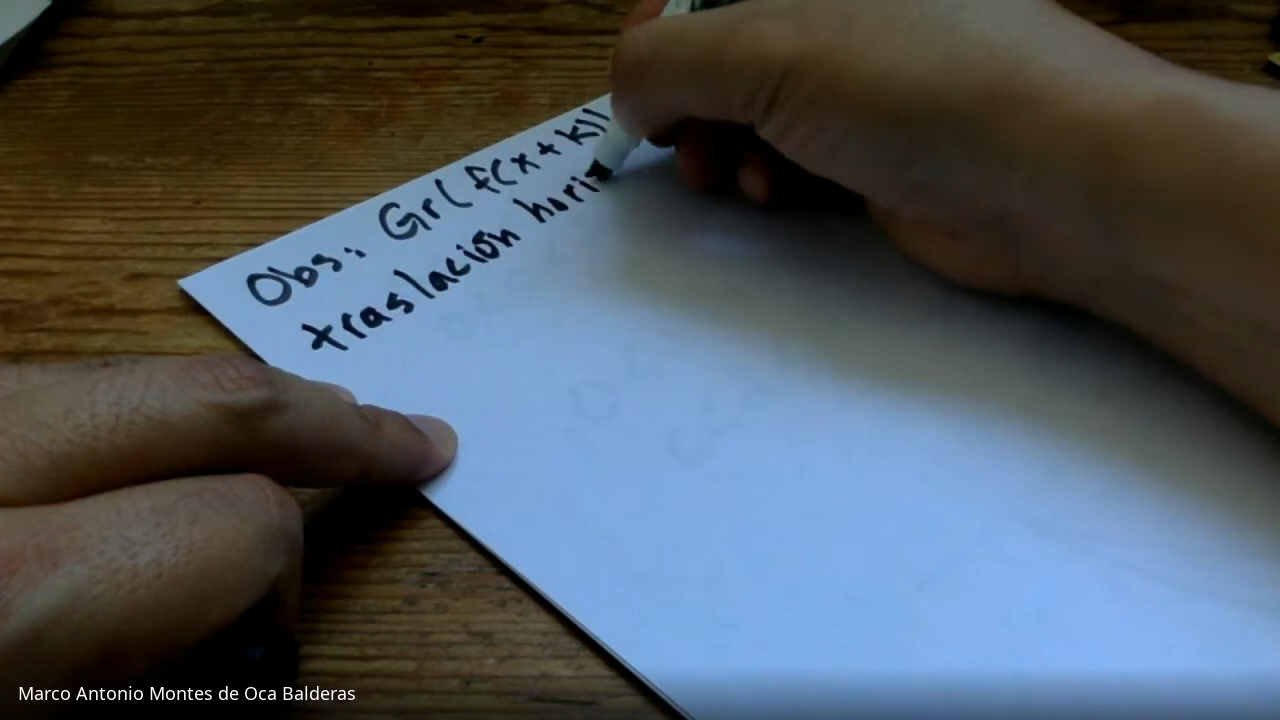 Obs: Gr(f(x+k))
traslación hori
Marco Antonio Montes de Oca Balderas